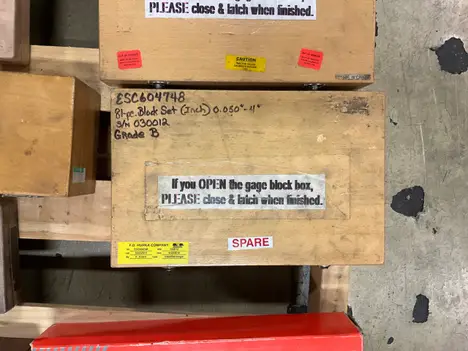 PLEASE close & latch when finished.
CAUTION
ESC604748
81-pc. Block Set (Inch) 0.050"-4"
S/N 030012
Grade B
If you OPEN the gage block box,
PLEASE close & latch when finished.
SPARE